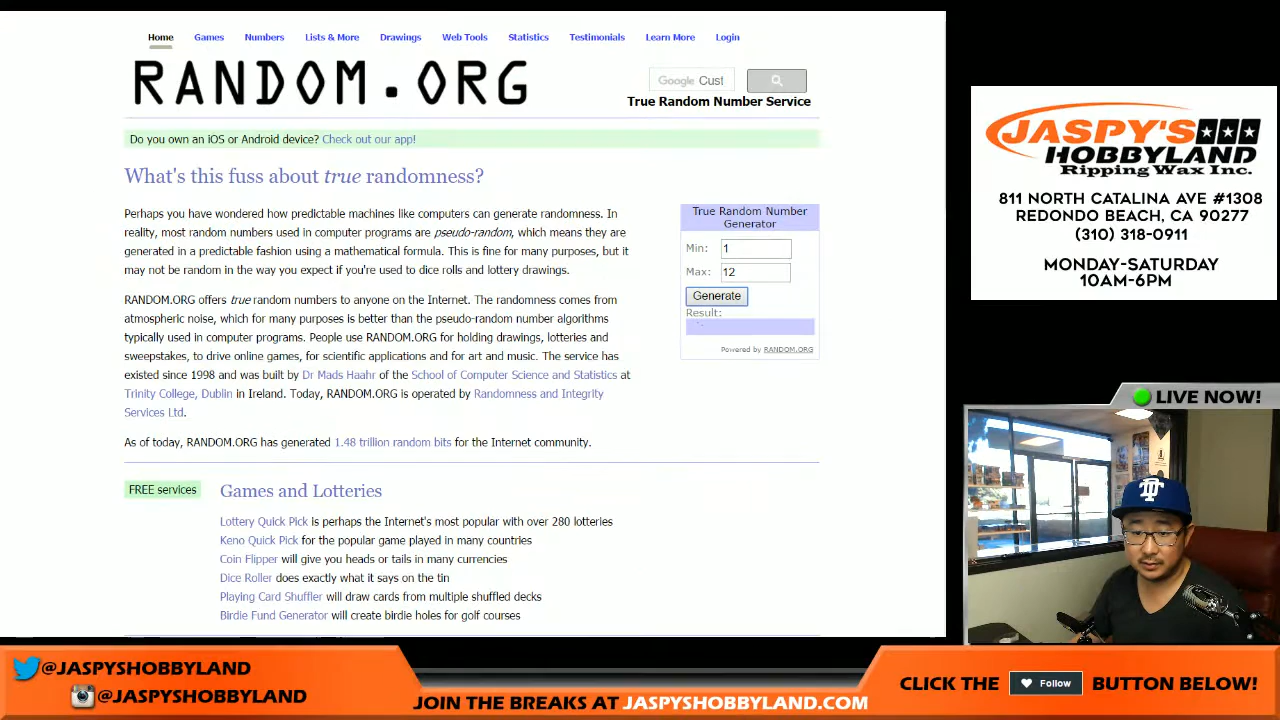 Home Games Numbers Lists & More Drawings Web Tools Statistics Testimonials Learn More Login
RANDOM.ORG
Google Cust
True Random Number Service
Do you own an iOS or Android device? Check out our app!
What's this fuss about true randomness?
Perhaps you have wondered how predictable machines like computers can generate randomness. In
reality, most random numbers used in computer programs are pseudo-random, which means they are
generated in a predictable fashion using a mathematical formula. This is fine for many purposes, but it
may not be random in the way you expect if you're used to dice rolls and lottery drawings.
RANDOM.ORG offers true random numbers to anyone on the Internet. The randomness comes from
atmospheric noise, which for many purposes is better than the pseudo-random number algorithms
typically used in computer programs. People use RANDOM.ORG for holding drawings, lotteries and
sweepstakes, to drive online games, for scientific applications and for art and music. The service has
existed since 1998 and was built by Dr Mads Haahr of the School of Computer Science and Statistics at
Trinity College, Dublin in Ireland. Today, RANDOM.ORG is operated by Randomness and Integrity
Services Ltd.
As of today, RANDOM.ORG has generated 1.48 trillion random bits for the Internet community.
True Random Number
Generator
Min: 1
Max: 12
Generate
Result:
Powered by RANDOM.ORG
FREE services
Games and Lotteries
Lottery Quick Pick is perhaps the Internet's most popular with over 280 lotteries
Keno Quick Pick for the popular game played in many countries
Coin Flipper will give you heads or tails in many currencies
Dice Roller does exactly what it says on the tin
Playing Card Shuffler will draw cards from multiple shuffled decks
Birdie Fund Generator will create birdie holes for golf courses
JASPY'S
HOBBYLAND
Ripping Wax Inc.
811 NORTH CATALINA AVE #1308
REDONDO BEACH, CA 90277
(310) 318-0911
MONDAY-SATURDAY
10AM-6PM
LIVE NOW!
@JASPYSHOBBYLAND
@JASPYSHOBBYLAND
JOIN THE BREAKS AT JASPYSHOBBYLAND.COM
CLICK THE Follow BUTTON BELOW!